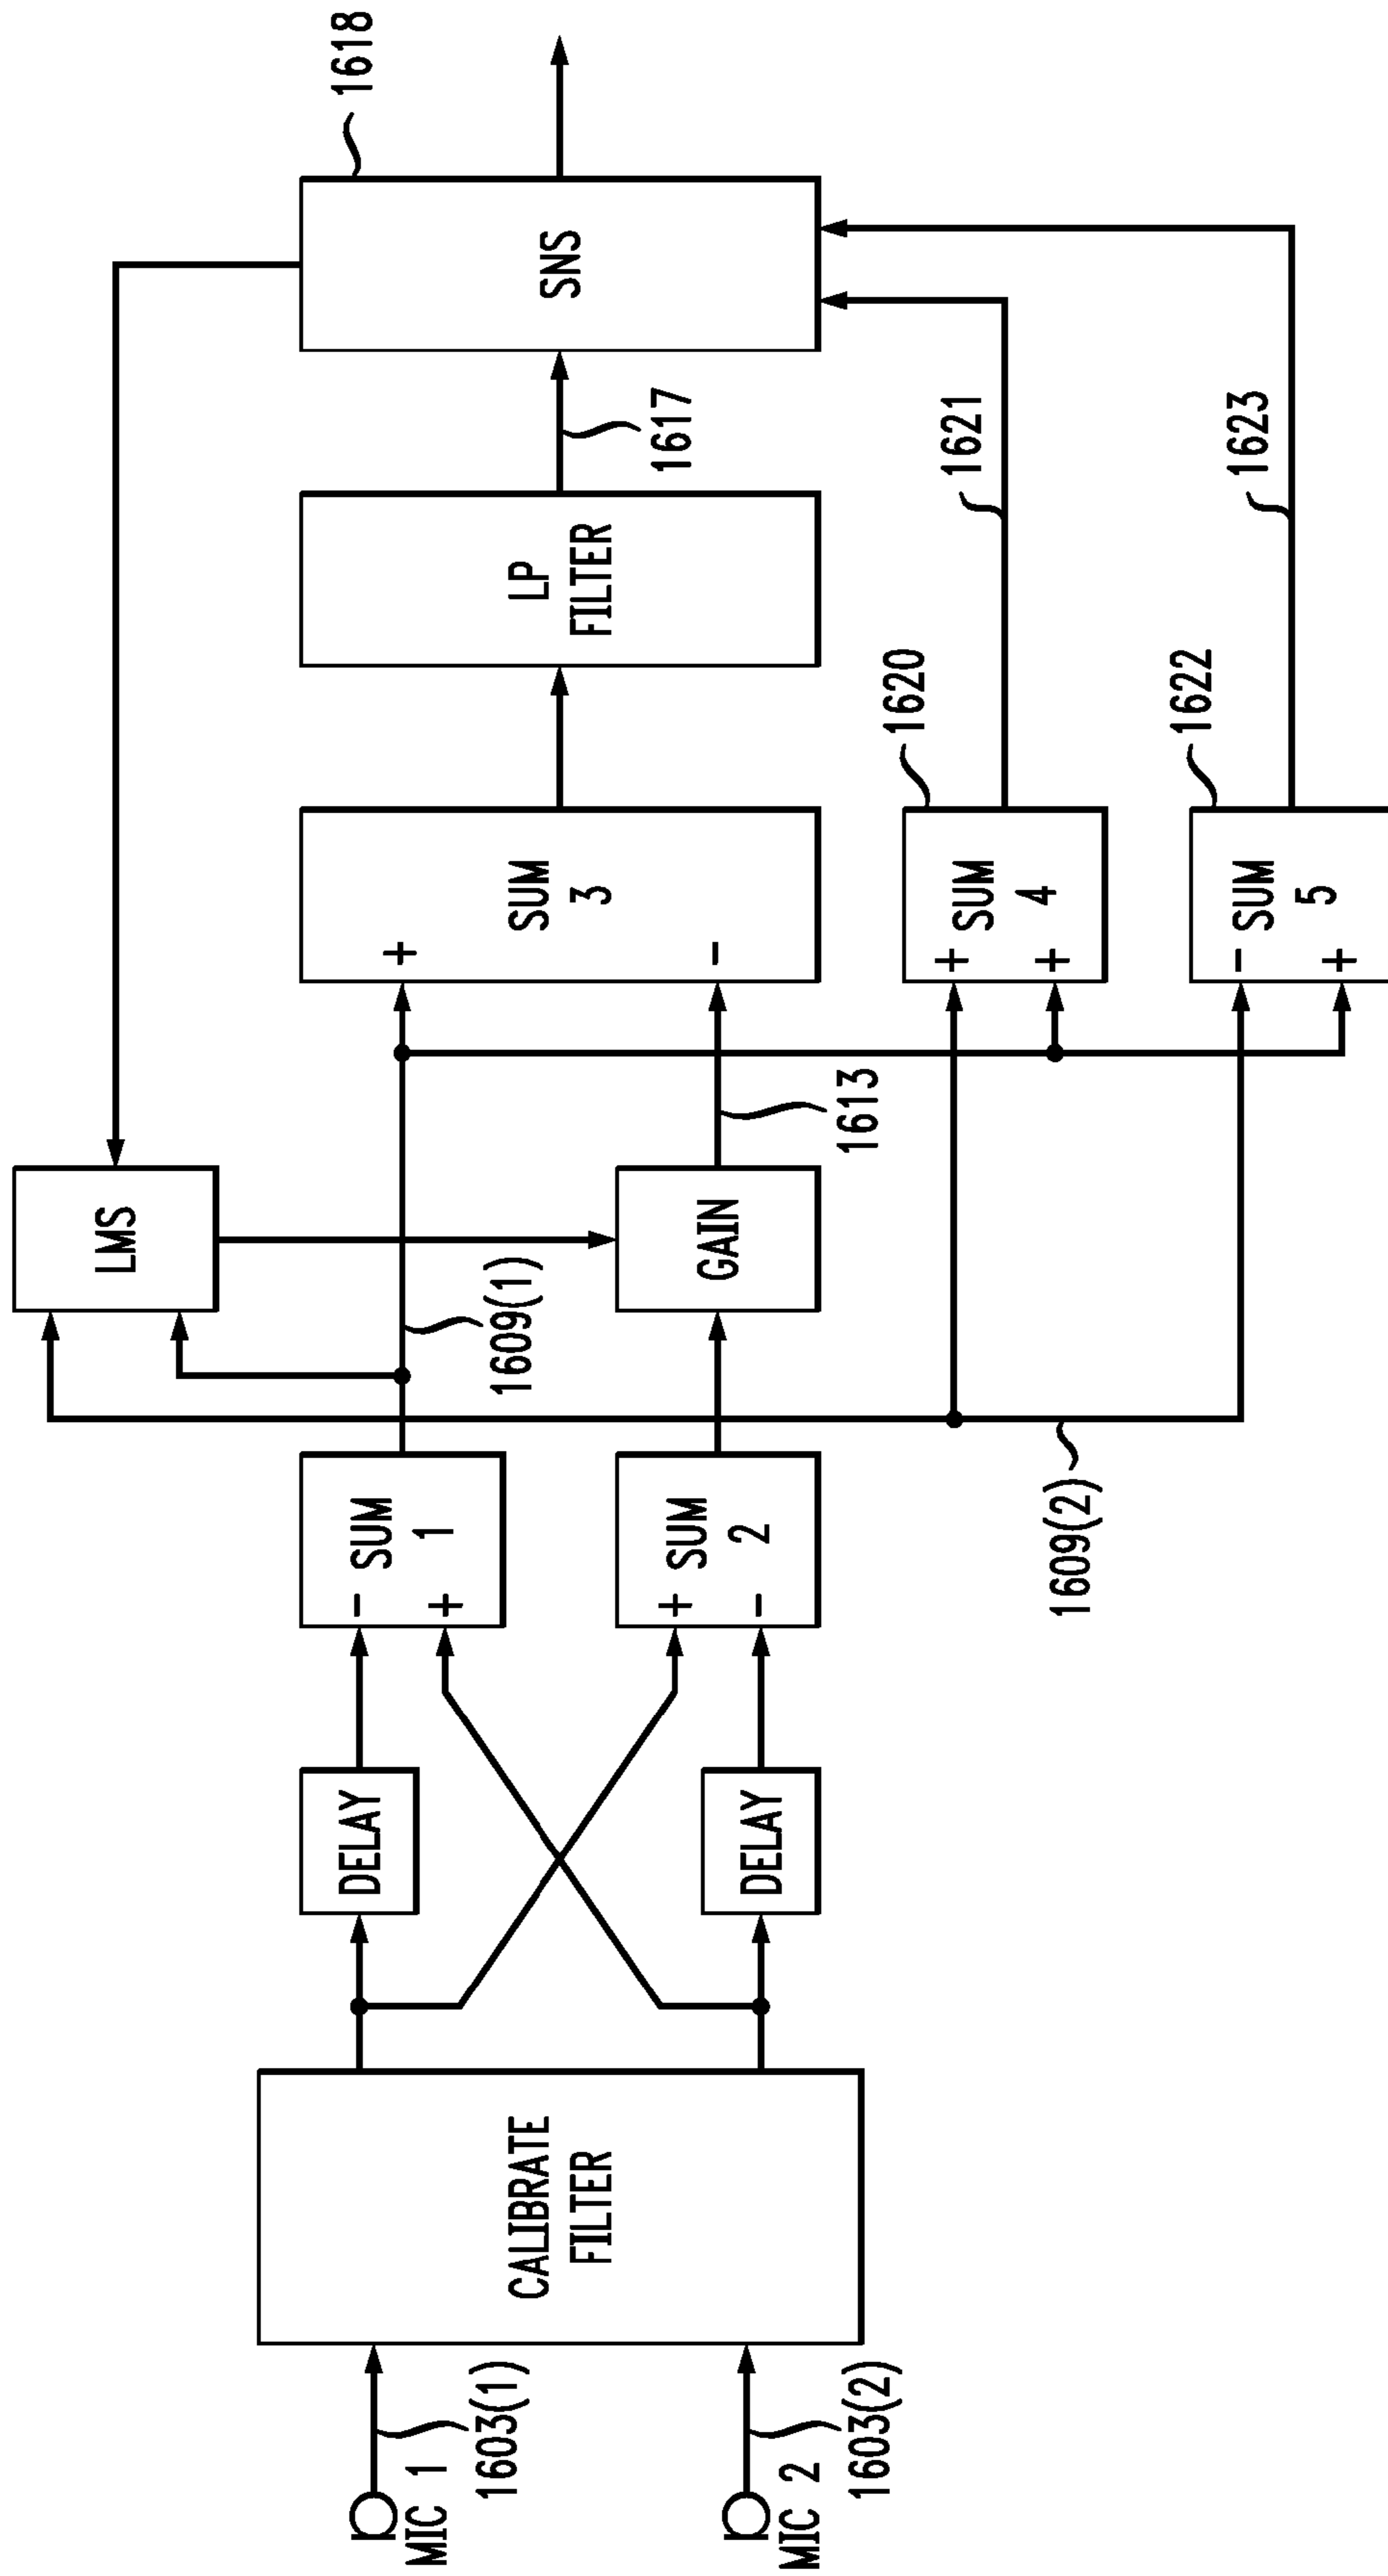 MIC 1
1603(1)
MIC 2
1603(2)
CALIBRATE
FILTER
DELAY
DELAY
- SUM
+ 1
+ SUM
- 2
1609(1)
1609(2)
LMS
GAIN
1613
+ SUM
3
-
+ SUM
+ 4
1620
- SUM
+ 5
1622
LP
FILTER
1617
1621
1623
SNS
1618